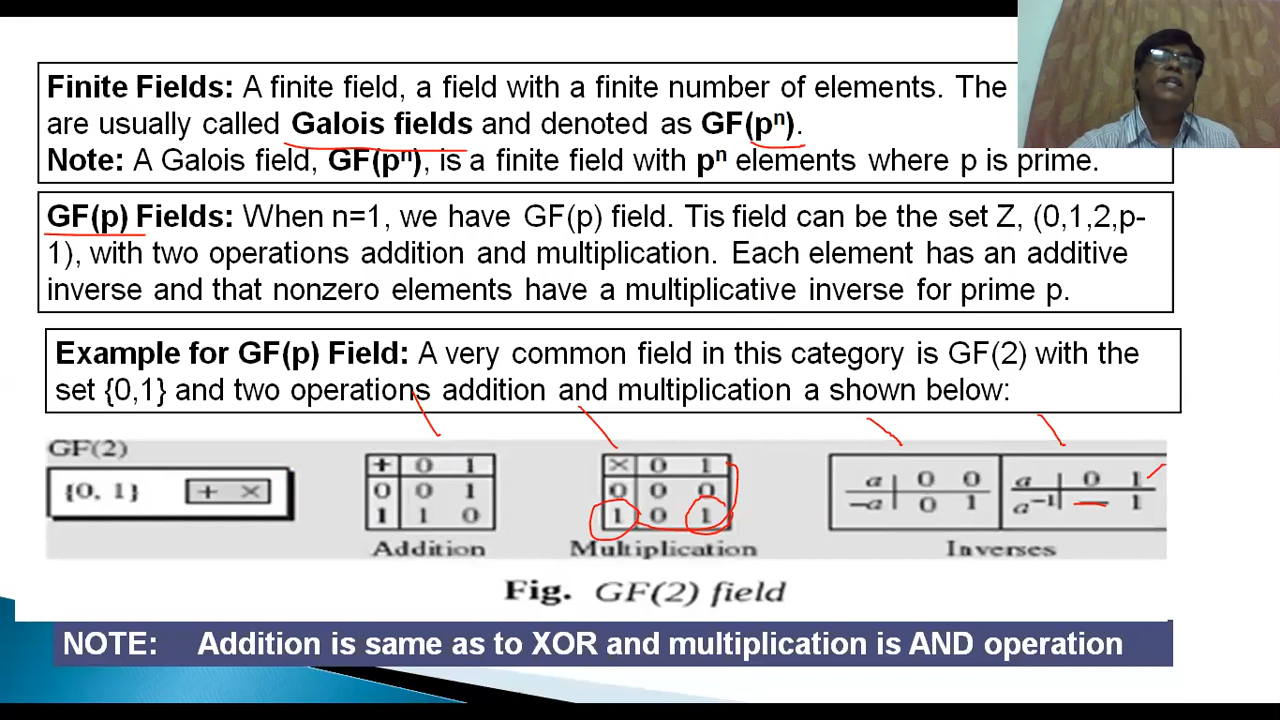 Finite Fields: A finite field, a field with a finite number of elements. The
are usually called Galois fields and denoted as GF(pⁿ).
Note: A Galois field, GF(pⁿ), is a finite field with pⁿ elements where p is prime.
GF(p) Fields: When n=1, we have GF(p) field. Tis field can be the set Z, (0,1,2,p-
1), with two operations addition and multiplication. Each element has an additive
inverse and that nonzero elements have a multiplicative inverse for prime p.
Example for GF(p) Field: A very common field in this category is GF(2) with the
set {0,1} and two operations addition and multiplication a shown below:
GF(2)
{0, 1} + ×
+ 0 1
0 0 1
1 1 0
Addition
× 0 1
0 0 0
1 0 1
Multiplication
a 0 0
−a 0 1
a 0 1
a⁻¹ — 1
Inverses
Fig. GF(2) field
NOTE: Addition is same as to XOR and multiplication is AND operation